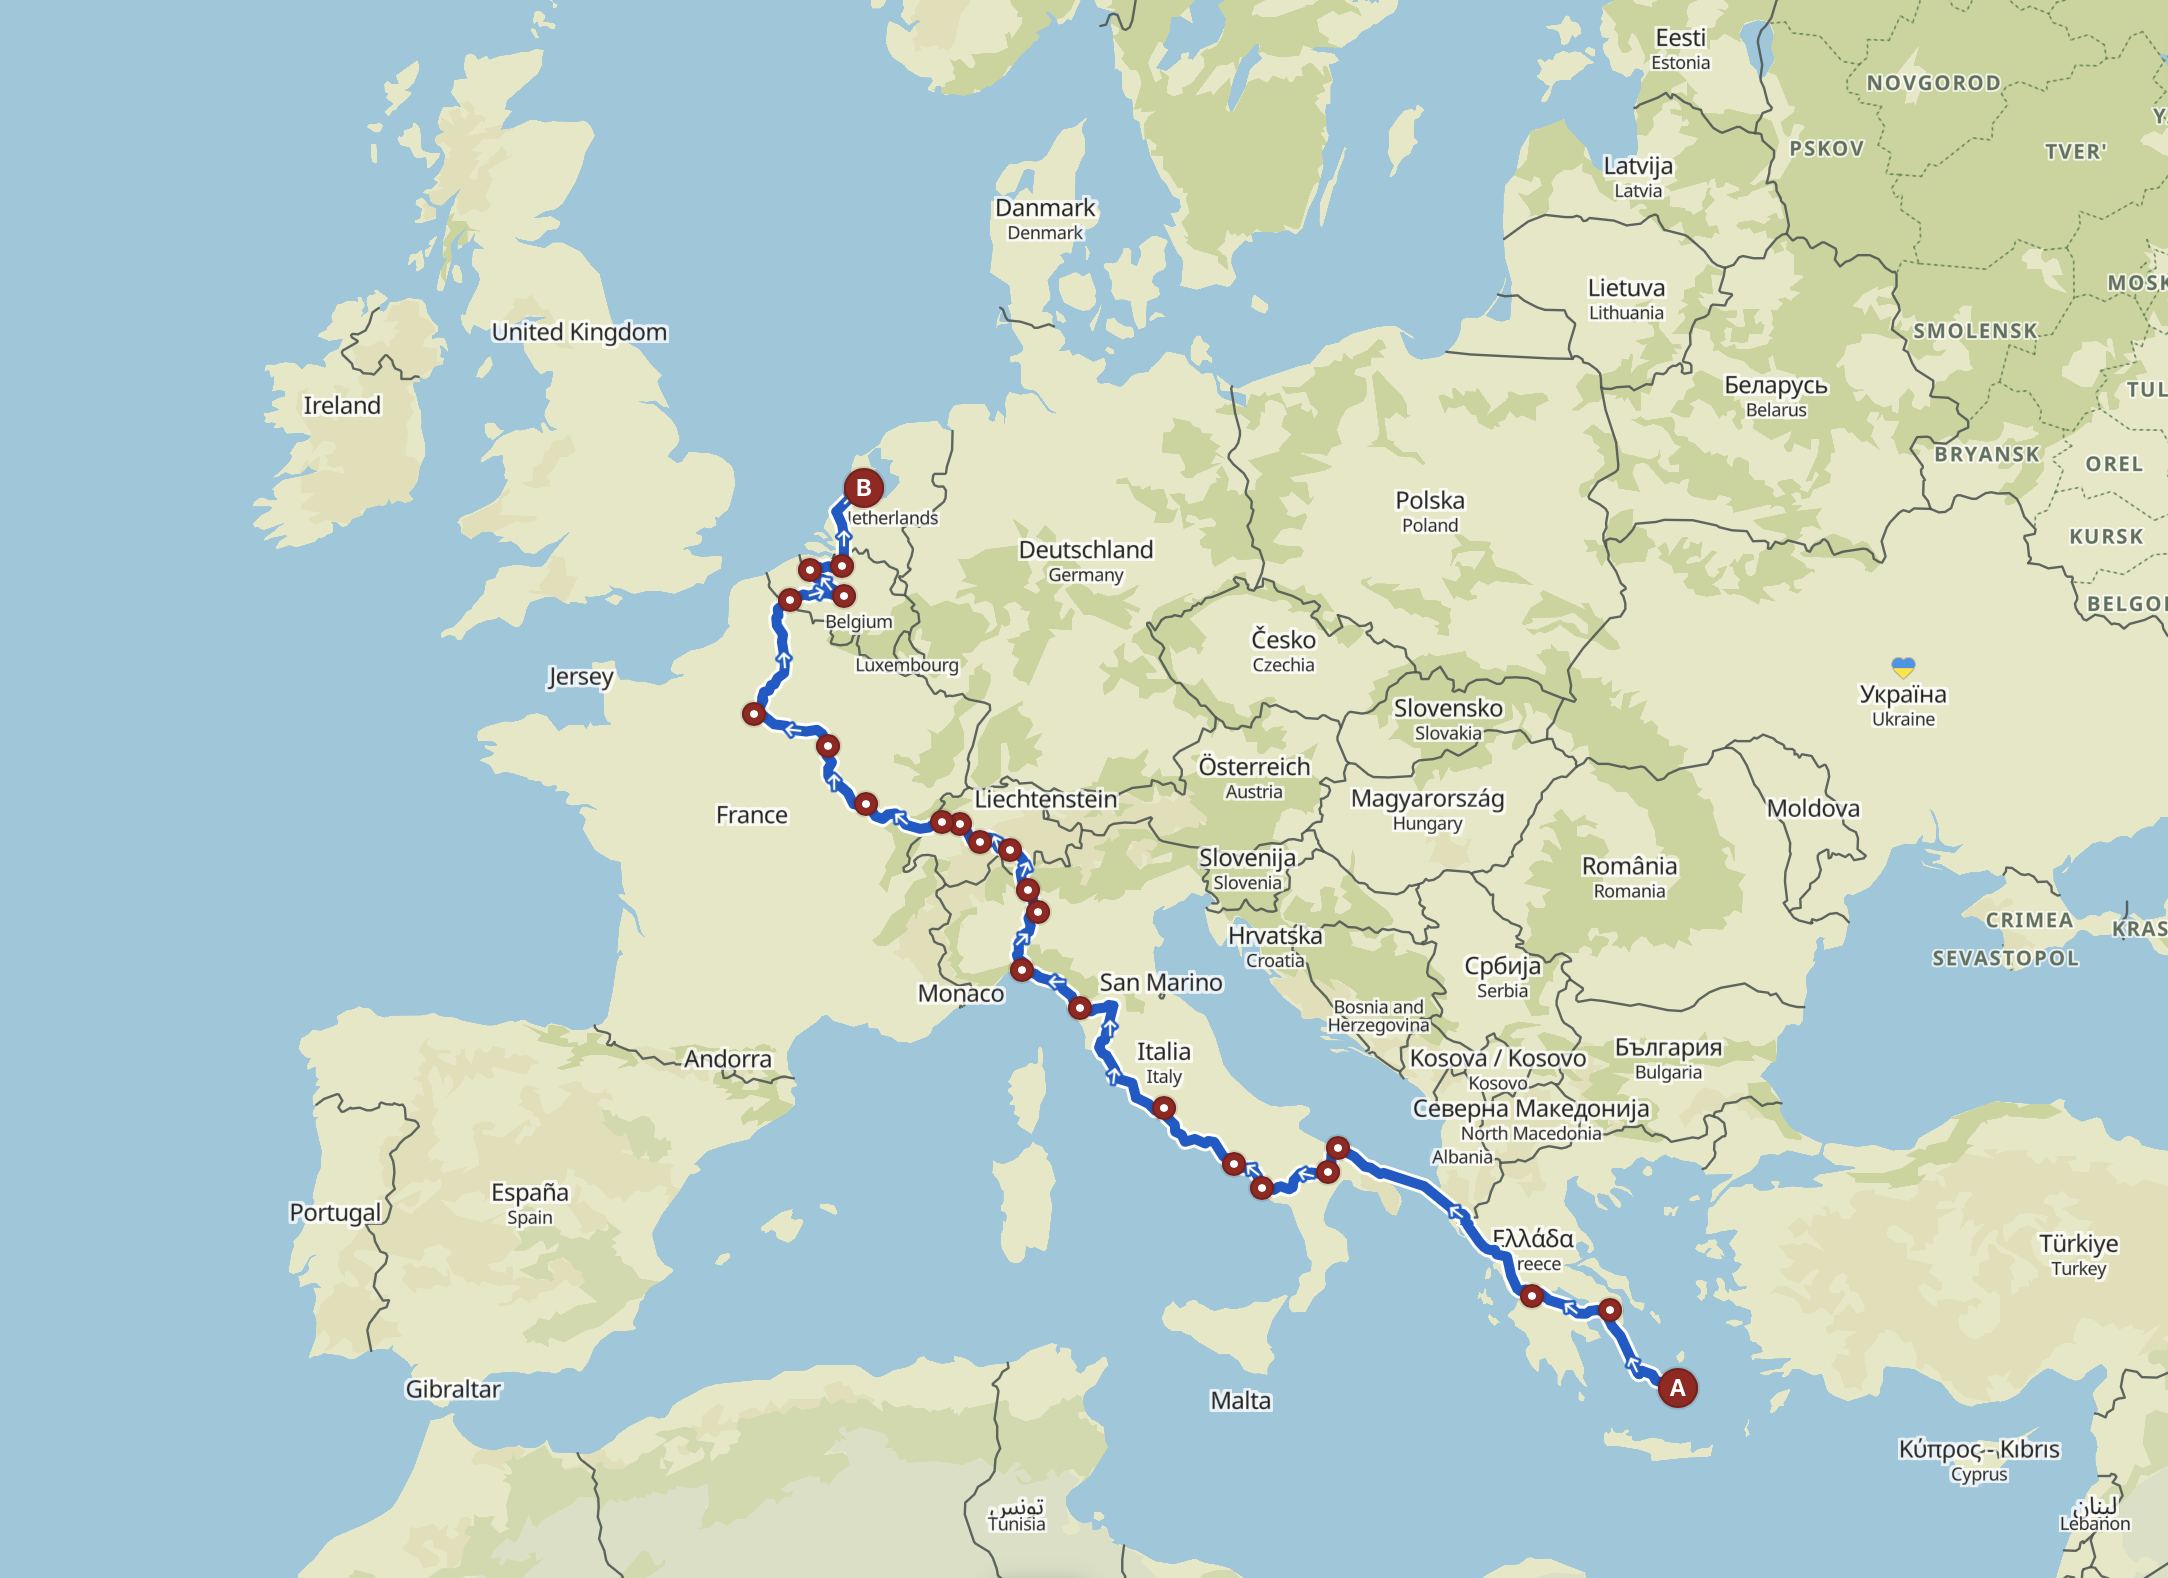 Eesti
Estonia
NOVGOROD
PSKOV
TVER'
Latvija
Latvia
Danmark
Denmark
MOSK
Lietuva
Lithuania
SMOLENSK
United Kingdom
Беларусь
Belarus
TUL
Ireland
BRYANSK
OREL
B
etherlands
Polska
Poland
KURSK
Deutschland
Germany
BELGO
Belgium
Česko
Czechia
Luxembourg
Jersey
Україна
Ukraine
Slovensko
Slovakia
Österreich
Austria
Liechtenstein
Magyarország
Hungary
Moldova
France
Slovenija
Slovenia
România
Romania
CRIMEA
KRAS
Hrvatska
Croatia
SEVASTOPOL
Србија
Serbia
San Marino
Monaco
Bosnia and
Herzegovina
Italia
Italy
Andorra
Kosova / Kosovo
Kosovo
България
Bulgaria
Северна Македонија
North Macedonia
Albania
España
Spain
Portugal
Ελλάδα
reece
Türkiye
Turkey
A
Gibraltar
Malta
Κύπρος - Kıbrıs
Cyprus
تونس
Tunisia
لبنان
Lebanon